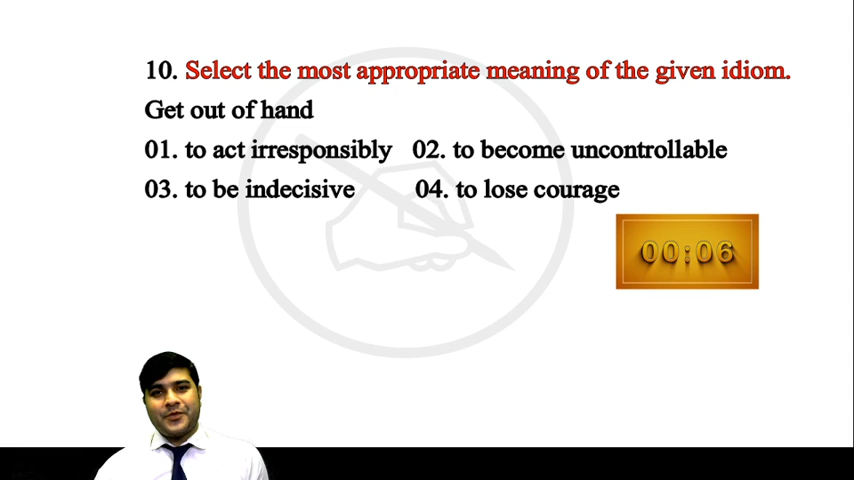 10. Select the most appropriate meaning of the given idiom.
Get out of hand
01. to act irresponsibly 02. to become uncontrollable
03. to be indecisive 04. to lose courage
00:06